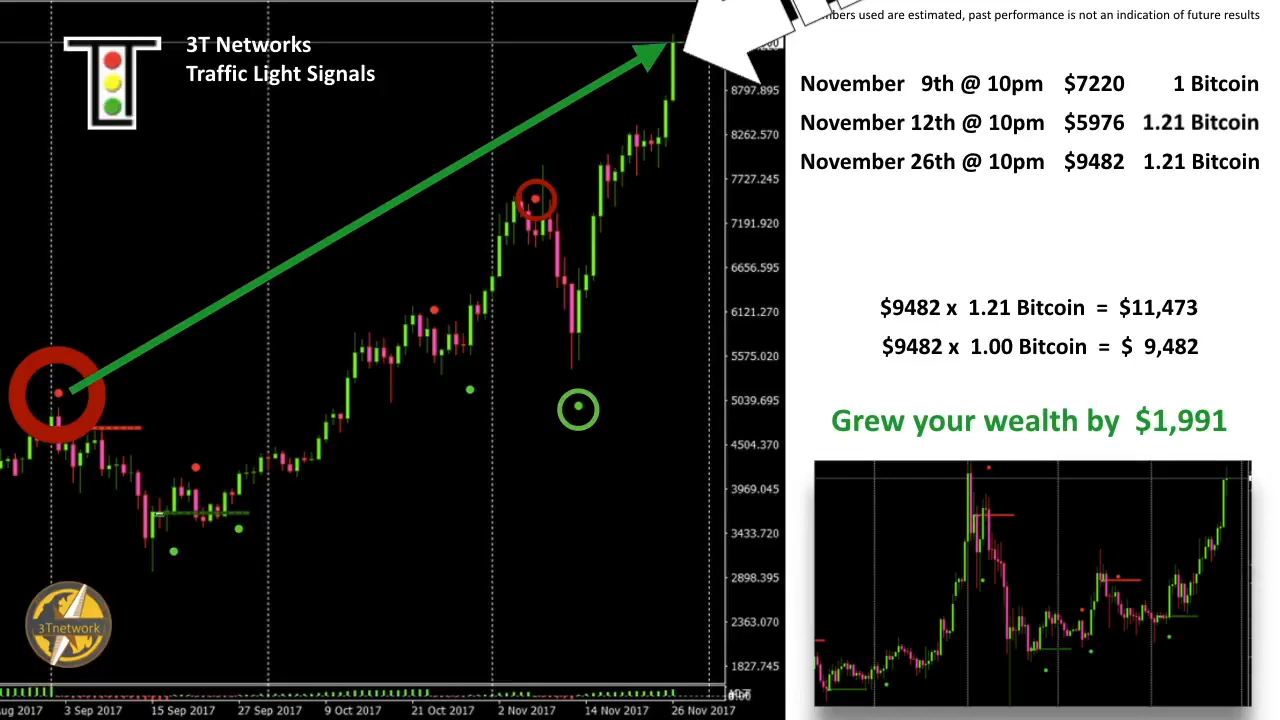 3T Networks
Traffic Light Signals
used are estimated, past performance is not an indication of future results
November 9th @ 10pm $7220 1 Bitcoin
November 12th @ 10pm $5976 1.21 Bitcoin
November 26th @ 10pm $9482 1.21 Bitcoin
$9482 x 1.21 Bitcoin = $11,473
$9482 x 1.00 Bitcoin = $ 9,482
Grew your wealth by $1,991
8797.895
8262.570
7727.245
7191.920
6656.595
6121.270
5575.020
5039.695
4504.370
3969.045
3433.720
2898.395
2363.070
1827.745
3Tnetwork
3 Sep 2017
15 Sep 2017
27 Sep 2017
9 Oct 2017
21 Oct 2017
2 Nov 2017
14 Nov 2017
26 Nov 2017